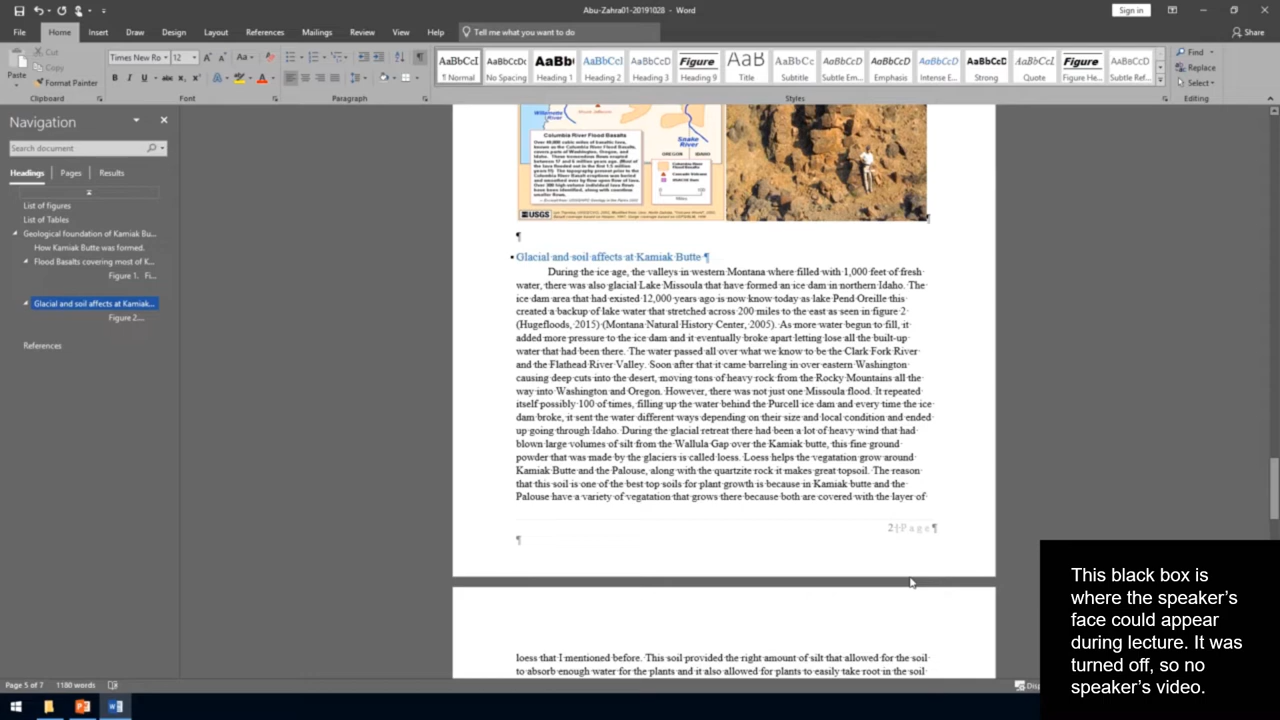 Abu-Zahra01-20191028 - Word
Sign in
File Home Insert Draw Design Layout References Mailings Review View Help Tell me what you want to do
Share
Cut
Copy
Format Painter
Paste
Times New Ro 12
AaBbCcI AaBbCcDc AaBb( AaBbCcI AaBbCcD Figure AaB AaBbCcD AaBbCcD AaBbCcD AaBbCcD AaBbCcD AaBbCcD Figure AaBbCcD
¶ Normal No Spacing Heading 1 Heading 2 Heading 3 Heading 9 Title Subtitle Subtle Em... Emphasis Intense E... Strong Quote Figure He... Subtle Ref...
Find
Replace
Select
Clipboard Font Paragraph Styles Editing
Navigation
Search document
Headings Pages Results
List of figures
List of Tables
Geological foundation of Kamiak Bu...
How Kamiak Butte was formed.
Flood Basalts covering most of K...
Figure 1. Fi...
Glacial and soil affects at Kamiak...
Figure 2....
References
Willamette River
Columbia River Flood Basalts
Snake River
OREGON IDAHO
USGS
Glacial and soil affects at Kamiak Butte ¶
During the ice age, the valleys in western Montana where filled with 1,000 feet of fresh
water, there was also glacial Lake Missoula that have formed an ice dam in northern Idaho. The
ice dam area that had existed 12,000 years ago is now know today as lake Pend Oreille this
created a backup of lake water that stretched across 200 miles to the east as seen in figure 2
(Hugefloods, 2015) (Montana Natural History Center, 2005). As more water begun to fill, it
added more pressure to the ice dam and it eventually broke apart letting lose all the built-up
water that had been there. The water passed all over what we know to be the Clark Fork River
and the Flathead River Valley. Soon after that it came barreling in over eastern Washington
causing deep cuts into the desert, moving tons of heavy rock from the Rocky Mountains all the
way into Washington and Oregon. However, there was not just one Missoula flood. It repeated
itself possibly 100 of times, filling up the water behind the Purcell ice dam and every time the ice
dam broke, it sent the water different ways depending on their size and local condition and ended
up going through Idaho. During the glacial retreat there had been a lot of heavy wind that had
blown large volumes of silt from the Wallula Gap over the Kamiak butte, this fine ground
powder that was made by the glaciers is called loess. Loess helps the vegatation grow around
Kamiak Butte and the Palouse, along with the quartzite rock it makes great topsoil. The reason
that this soil is one of the best top soils for plant growth is because in Kamiak butte and the
Palouse have a variety of vegatation that grows there because both are covered with the layer of
2 | P a g e ¶
loess that I mentioned before. This soil provided the right amount of silt that allowed for the soil
to absorb enough water for the plants and it also allowed for plants to easily take root in the soil
Page 5 of 7 1180 words
This black box is
where the speaker's
face could appear
during lecture. It was
turned off, so no
speaker's video.